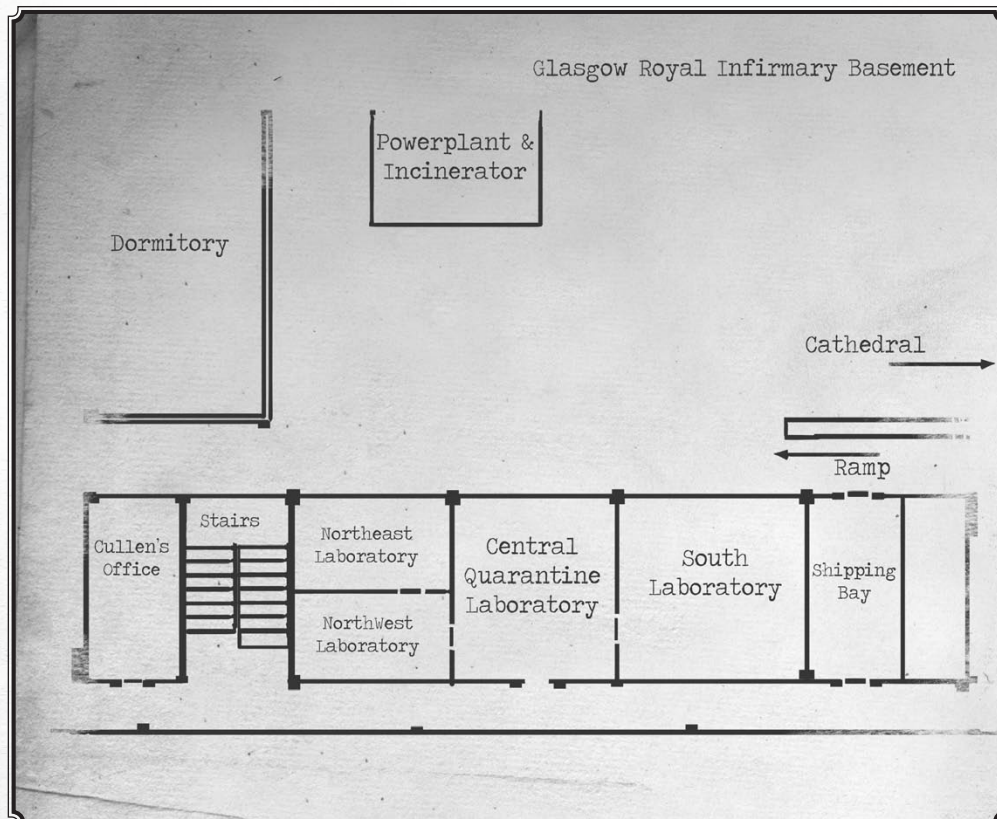 Glasgow Royal Infirmary Basement
Powerplant &
Incinerator
Dormitory
Cathedral
Ramp
Stairs
Cullen's
Office
Northeast
Laboratory
NorthWest
Laboratory
Central
Quarantine
Laboratory
South
Laboratory
Shipping
Bay